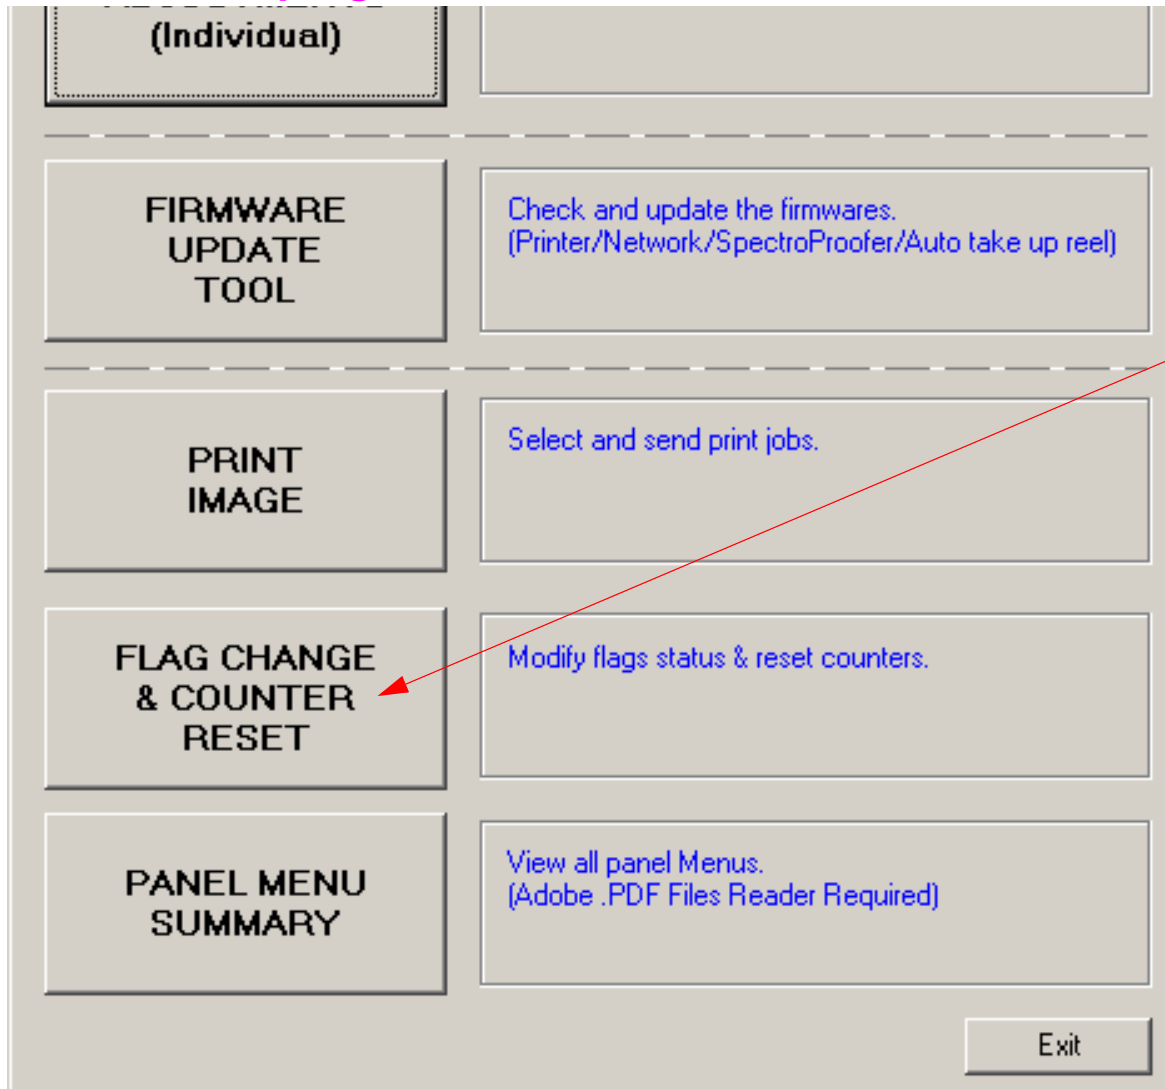 (Individual)
FIRMWARE
UPDATE
TOOL
Check and update the firmwares.
(Printer/Network/SpectroProofer/Auto take up reel)
PRINT
IMAGE
Select and send print jobs.
FLAG CHANGE
& COUNTER
RESET
Modify flags status & reset counters.
PANEL MENU
SUMMARY
View all panel Menus.
(Adobe .PDF Files Reader Required)
Exit